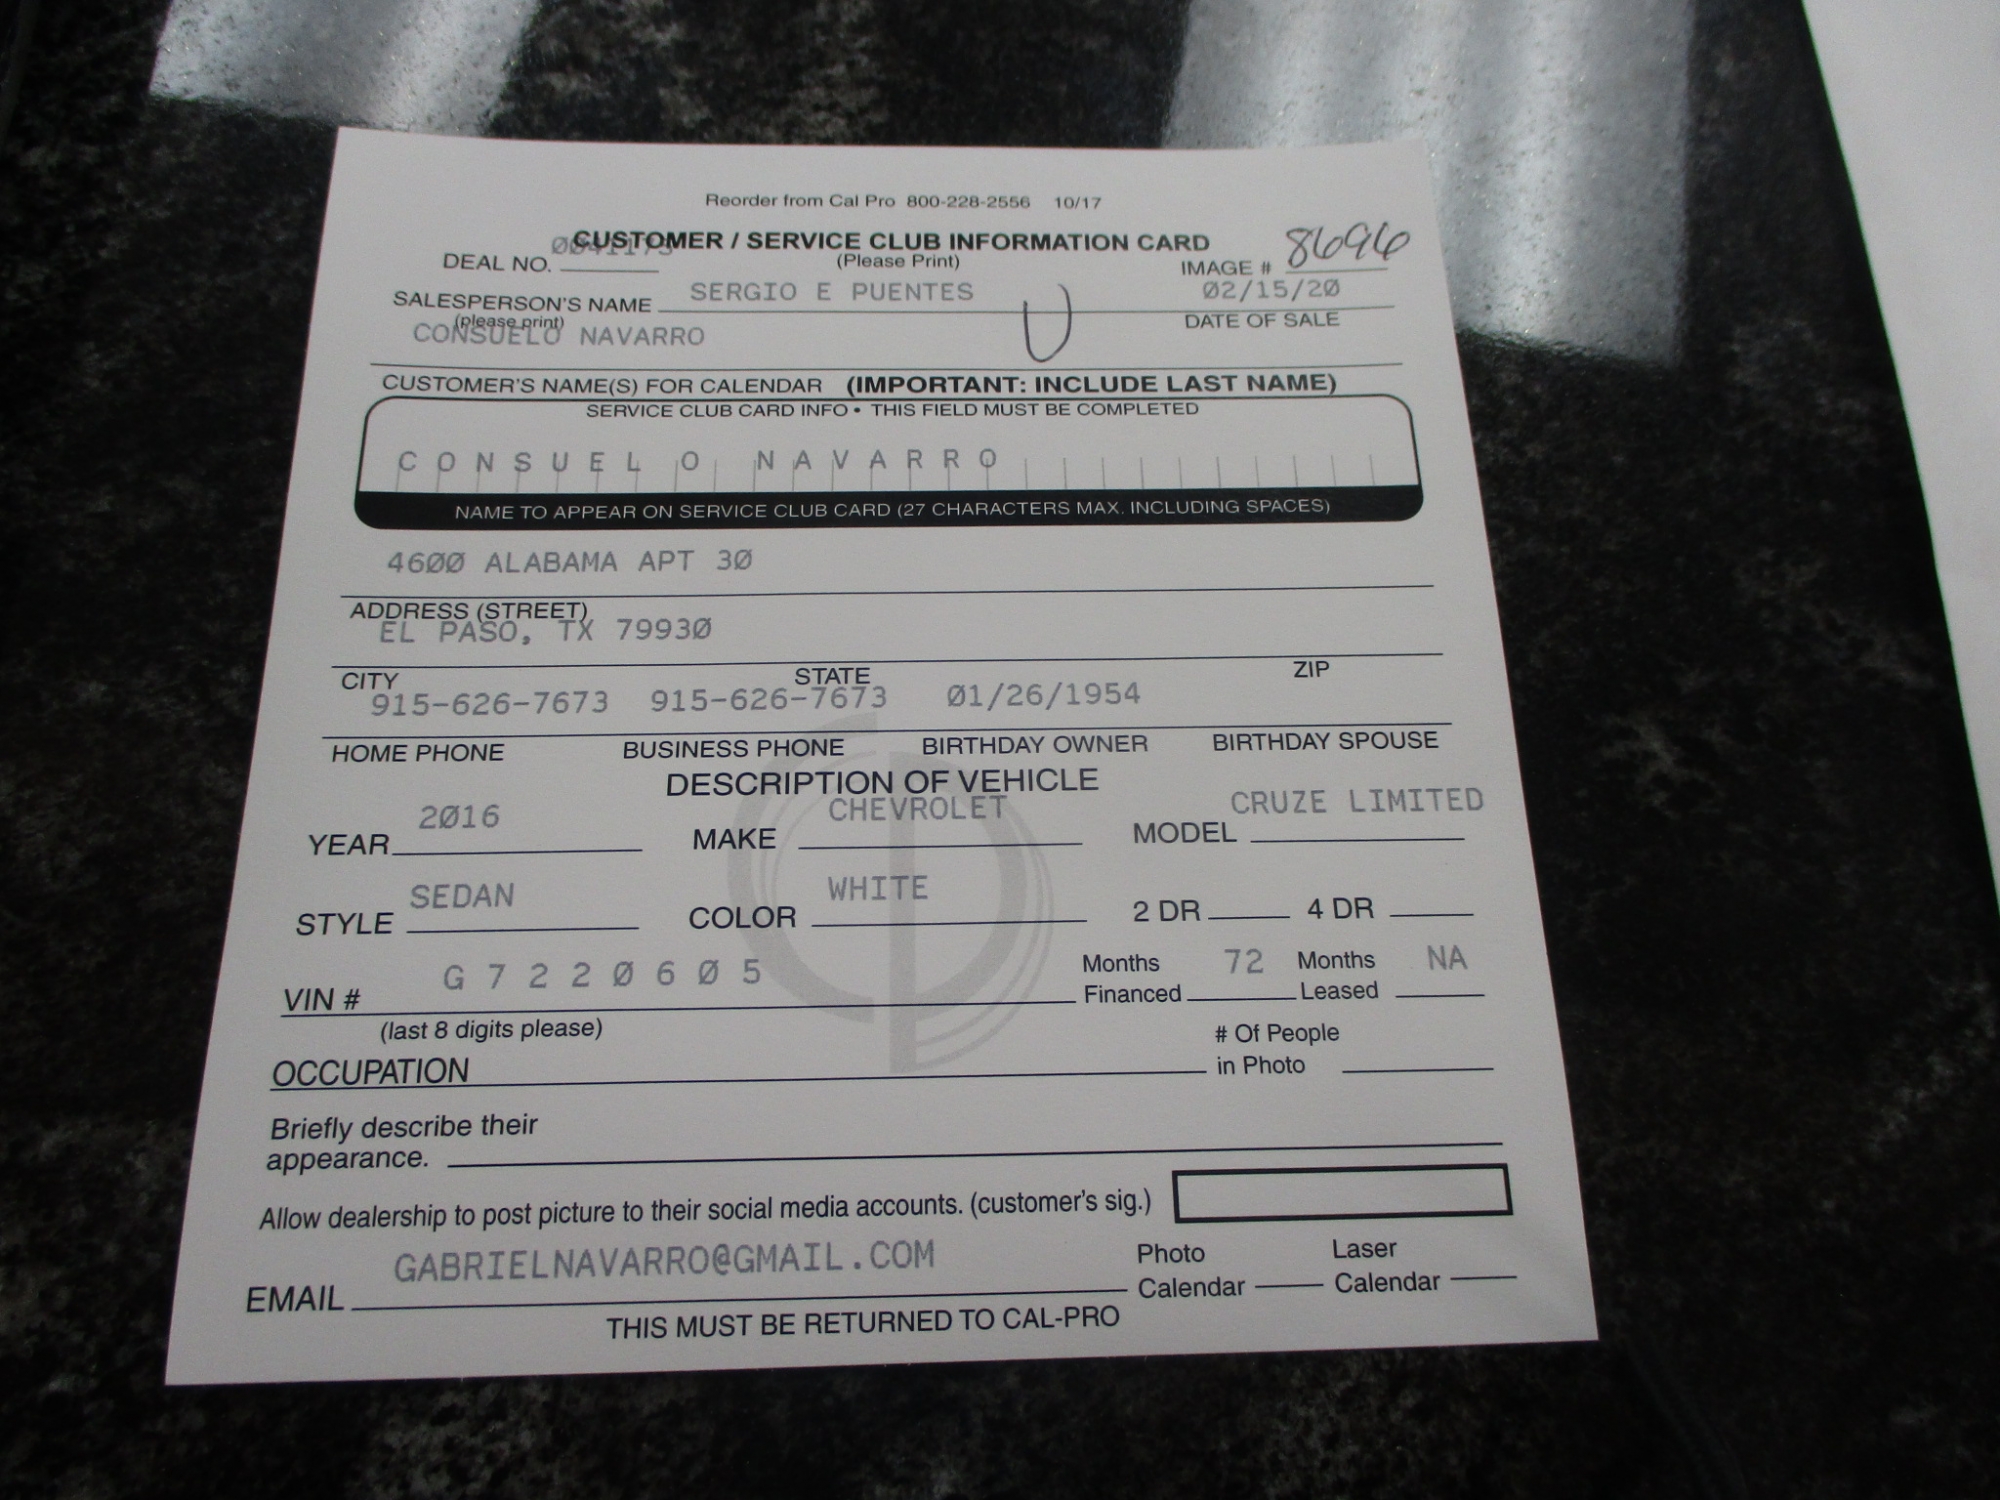 Reorder from Cal Pro 800-228-2556 10/17
CUSTOMER / SERVICE CLUB INFORMATION CARD
(Please Print)
DEAL NO. 0041173 IMAGE # 8696
SALESPERSON'S NAME SERGIO E PUENTES 02/15/20
(please print) U DATE OF SALE
CONSUELO NAVARRO
CUSTOMER'S NAME(S) FOR CALENDAR (IMPORTANT: INCLUDE LAST NAME)
SERVICE CLUB CARD INFO • THIS FIELD MUST BE COMPLETED
CONSUELO NAVARRO
NAME TO APPEAR ON SERVICE CLUB CARD (27 CHARACTERS MAX. INCLUDING SPACES)
4600 ALABAMA APT 30
ADDRESS (STREET)
EL PASO, TX 79930
CITY STATE ZIP
915-626-7673 915-626-7673 01/26/1954
HOME PHONE BUSINESS PHONE BIRTHDAY OWNER BIRTHDAY SPOUSE
DESCRIPTION OF VEHICLE
YEAR 2016 MAKE CHEVROLET MODEL CRUZE LIMITED
STYLE SEDAN COLOR WHITE 2 DR 4 DR
VIN # G7220605 Months Financed 72 Months Leased NA
(last 8 digits please)
OCCUPATION # Of People in Photo
Briefly describe their
appearance.
Allow dealership to post picture to their social media accounts. (customer's sig.)
EMAIL GABRIELNAVARRO@GMAIL.COM Photo Calendar Laser Calendar
THIS MUST BE RETURNED TO CAL-PRO